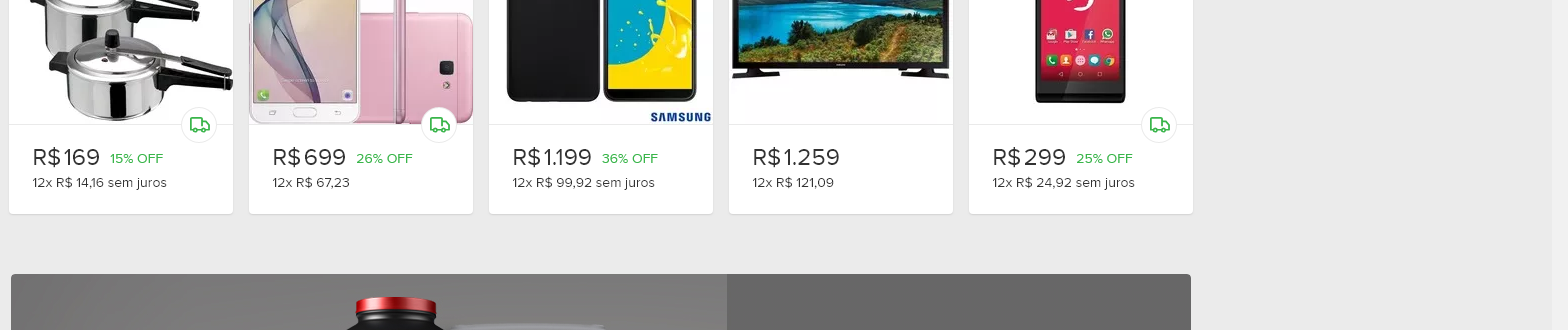 SAMSUNG
R$ 169 15% OFF
12x R$ 14,16 sem juros
R$ 699 26% OFF
12x R$ 67,23
R$ 1.199 36% OFF
12x R$ 99,92 sem juros
R$ 1.259
12x R$ 121,09
R$ 299 25% OFF
12x R$ 24,92 sem juros